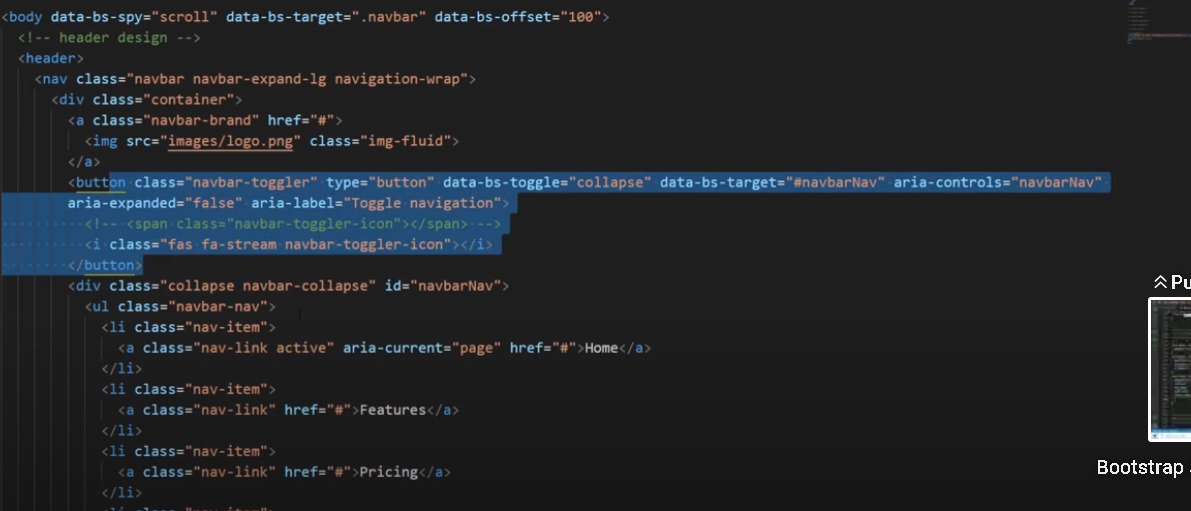 <body data-bs-spy="scroll" data-bs-target=".navbar" data-bs-offset="100">
<!-- header design -->
<header>
<nav class="navbar navbar-expand-lg navigation-wrap">
<div class="container">
<a class="navbar-brand" href="#">
<img src="images/logo.png" class="img-fluid">
</a>
<button class="navbar-toggler" type="button" data-bs-toggle="collapse" data-bs-target="#navbarNav" aria-controls="navbarNav"
aria-expanded="false" aria-label="Toggle navigation">
<!-- <span class="navbar-toggler-icon"></span> -->
<i class="fas fa-stream navbar-toggler-icon"></i>
</button>
<div class="collapse navbar-collapse" id="navbarNav">
<ul class="navbar-nav">
<li class="nav-item">
<a class="nav-link active" aria-current="page" href="#">Home</a>
</li>
<li class="nav-item">
<a class="nav-link" href="#">Features</a>
</li>
<li class="nav-item">
<a class="nav-link" href="#">Pricing</a>
</li>
Pu
Bootstrap